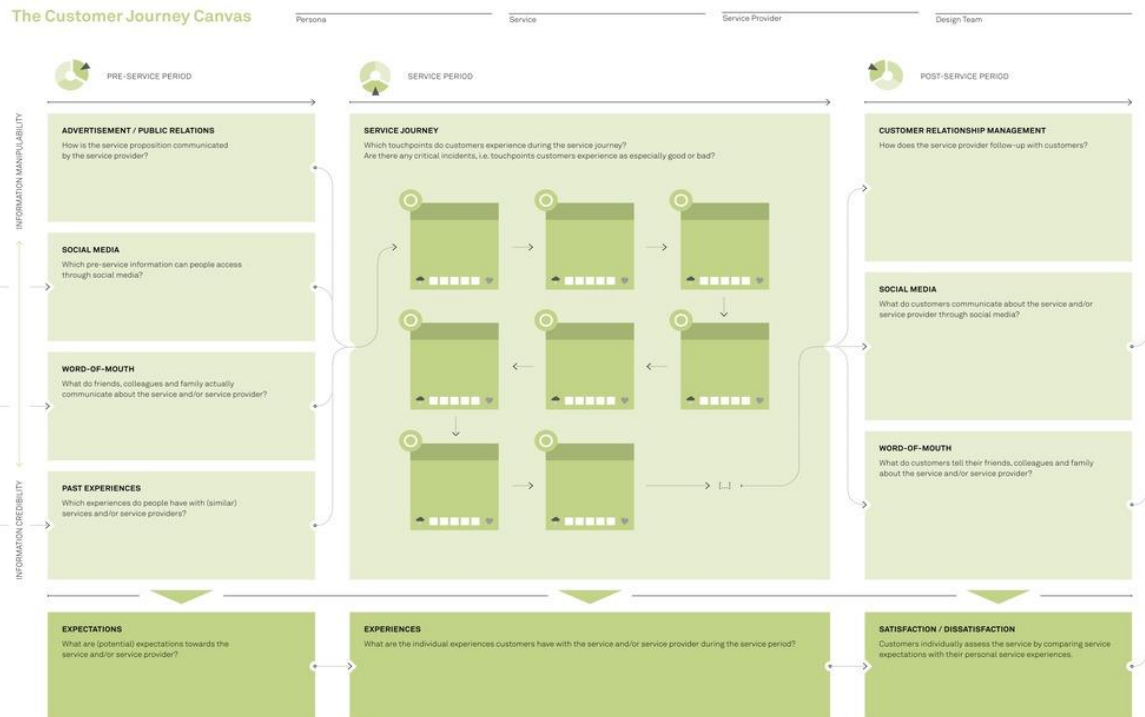 The Customer Journey Canvas
Persona
Service
Service Provider
Design Team
PRE-SERVICE PERIOD
SERVICE PERIOD
POST-SERVICE PERIOD
INFORMATION MANIPULABILITY
INFORMATION CREDIBILITY
ADVERTISEMENT / PUBLIC RELATIONS
How is the service proposition communicated
by the service provider?
SOCIAL MEDIA
Which pre-service information can people access
through social media?
WORD-OF-MOUTH
What do friends, colleagues and family actually
communicate about the service and/or service provider?
PAST EXPERIENCES
Which experiences do people have with (similar)
services and/or service providers?
SERVICE JOURNEY
Which touchpoints do customers experience during the service journey?
Are there any critical incidents, i.e. touchpoints customers experience as especially good or bad?
[...]
CUSTOMER RELATIONSHIP MANAGEMENT
How does the service provider follow-up with customers?
SOCIAL MEDIA
What do customers communicate about the service and/or
service provider through social media?
WORD-OF-MOUTH
What do customers tell their friends, colleagues and family
about the service and/or service provider?
EXPECTATIONS
What are (potential) expectations towards the
service and/or service provider?
EXPERIENCES
What are the individual experiences customers have with the service and/or service provider during the service period?
SATISFACTION / DISSATISFACTION
Customers individually assess the service by comparing service
expectations with their personal service experiences.